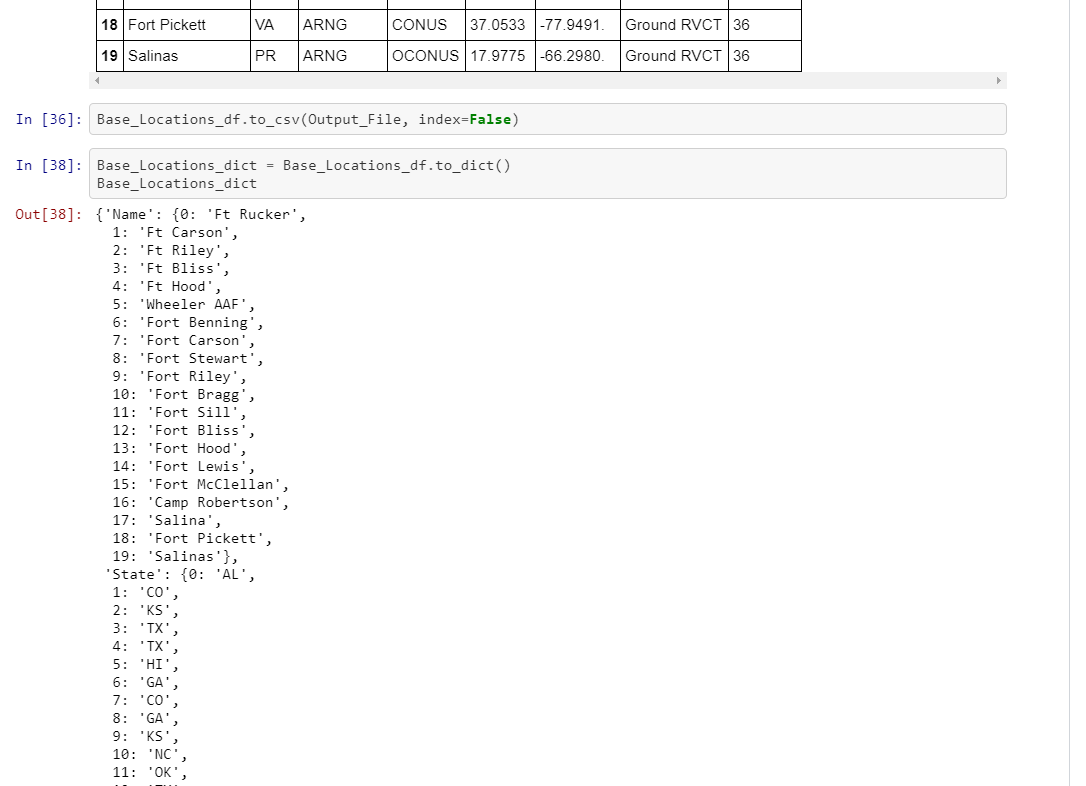 18 Fort Pickett VA ARNG CONUS 37.0533 -77.9491. Ground RVCT 36
19 Salinas PR ARNG OCONUS 17.9775 -66.2980. Ground RVCT 36
In [36]: Base_Locations_df.to_csv(Output_File, index=False)
In [38]: Base_Locations_dict = Base_Locations_df.to_dict()
Base_Locations_dict
Out[38]: {'Name': {0: 'Ft Rucker',
1: 'Ft Carson',
2: 'Ft Riley',
3: 'Ft Bliss',
4: 'Ft Hood',
5: 'Wheeler AAF',
6: 'Fort Benning',
7: 'Fort Carson',
8: 'Fort Stewart',
9: 'Fort Riley',
10: 'Fort Bragg',
11: 'Fort Sill',
12: 'Fort Bliss',
13: 'Fort Hood',
14: 'Fort Lewis',
15: 'Fort McClellan',
16: 'Camp Robertson',
17: 'Salina',
18: 'Fort Pickett',
19: 'Salinas'},
'State': {0: 'AL',
1: 'CO',
2: 'KS',
3: 'TX',
4: 'TX',
5: 'HI',
6: 'GA',
7: 'CO',
8: 'GA',
9: 'KS',
10: 'NC',
11: 'OK',